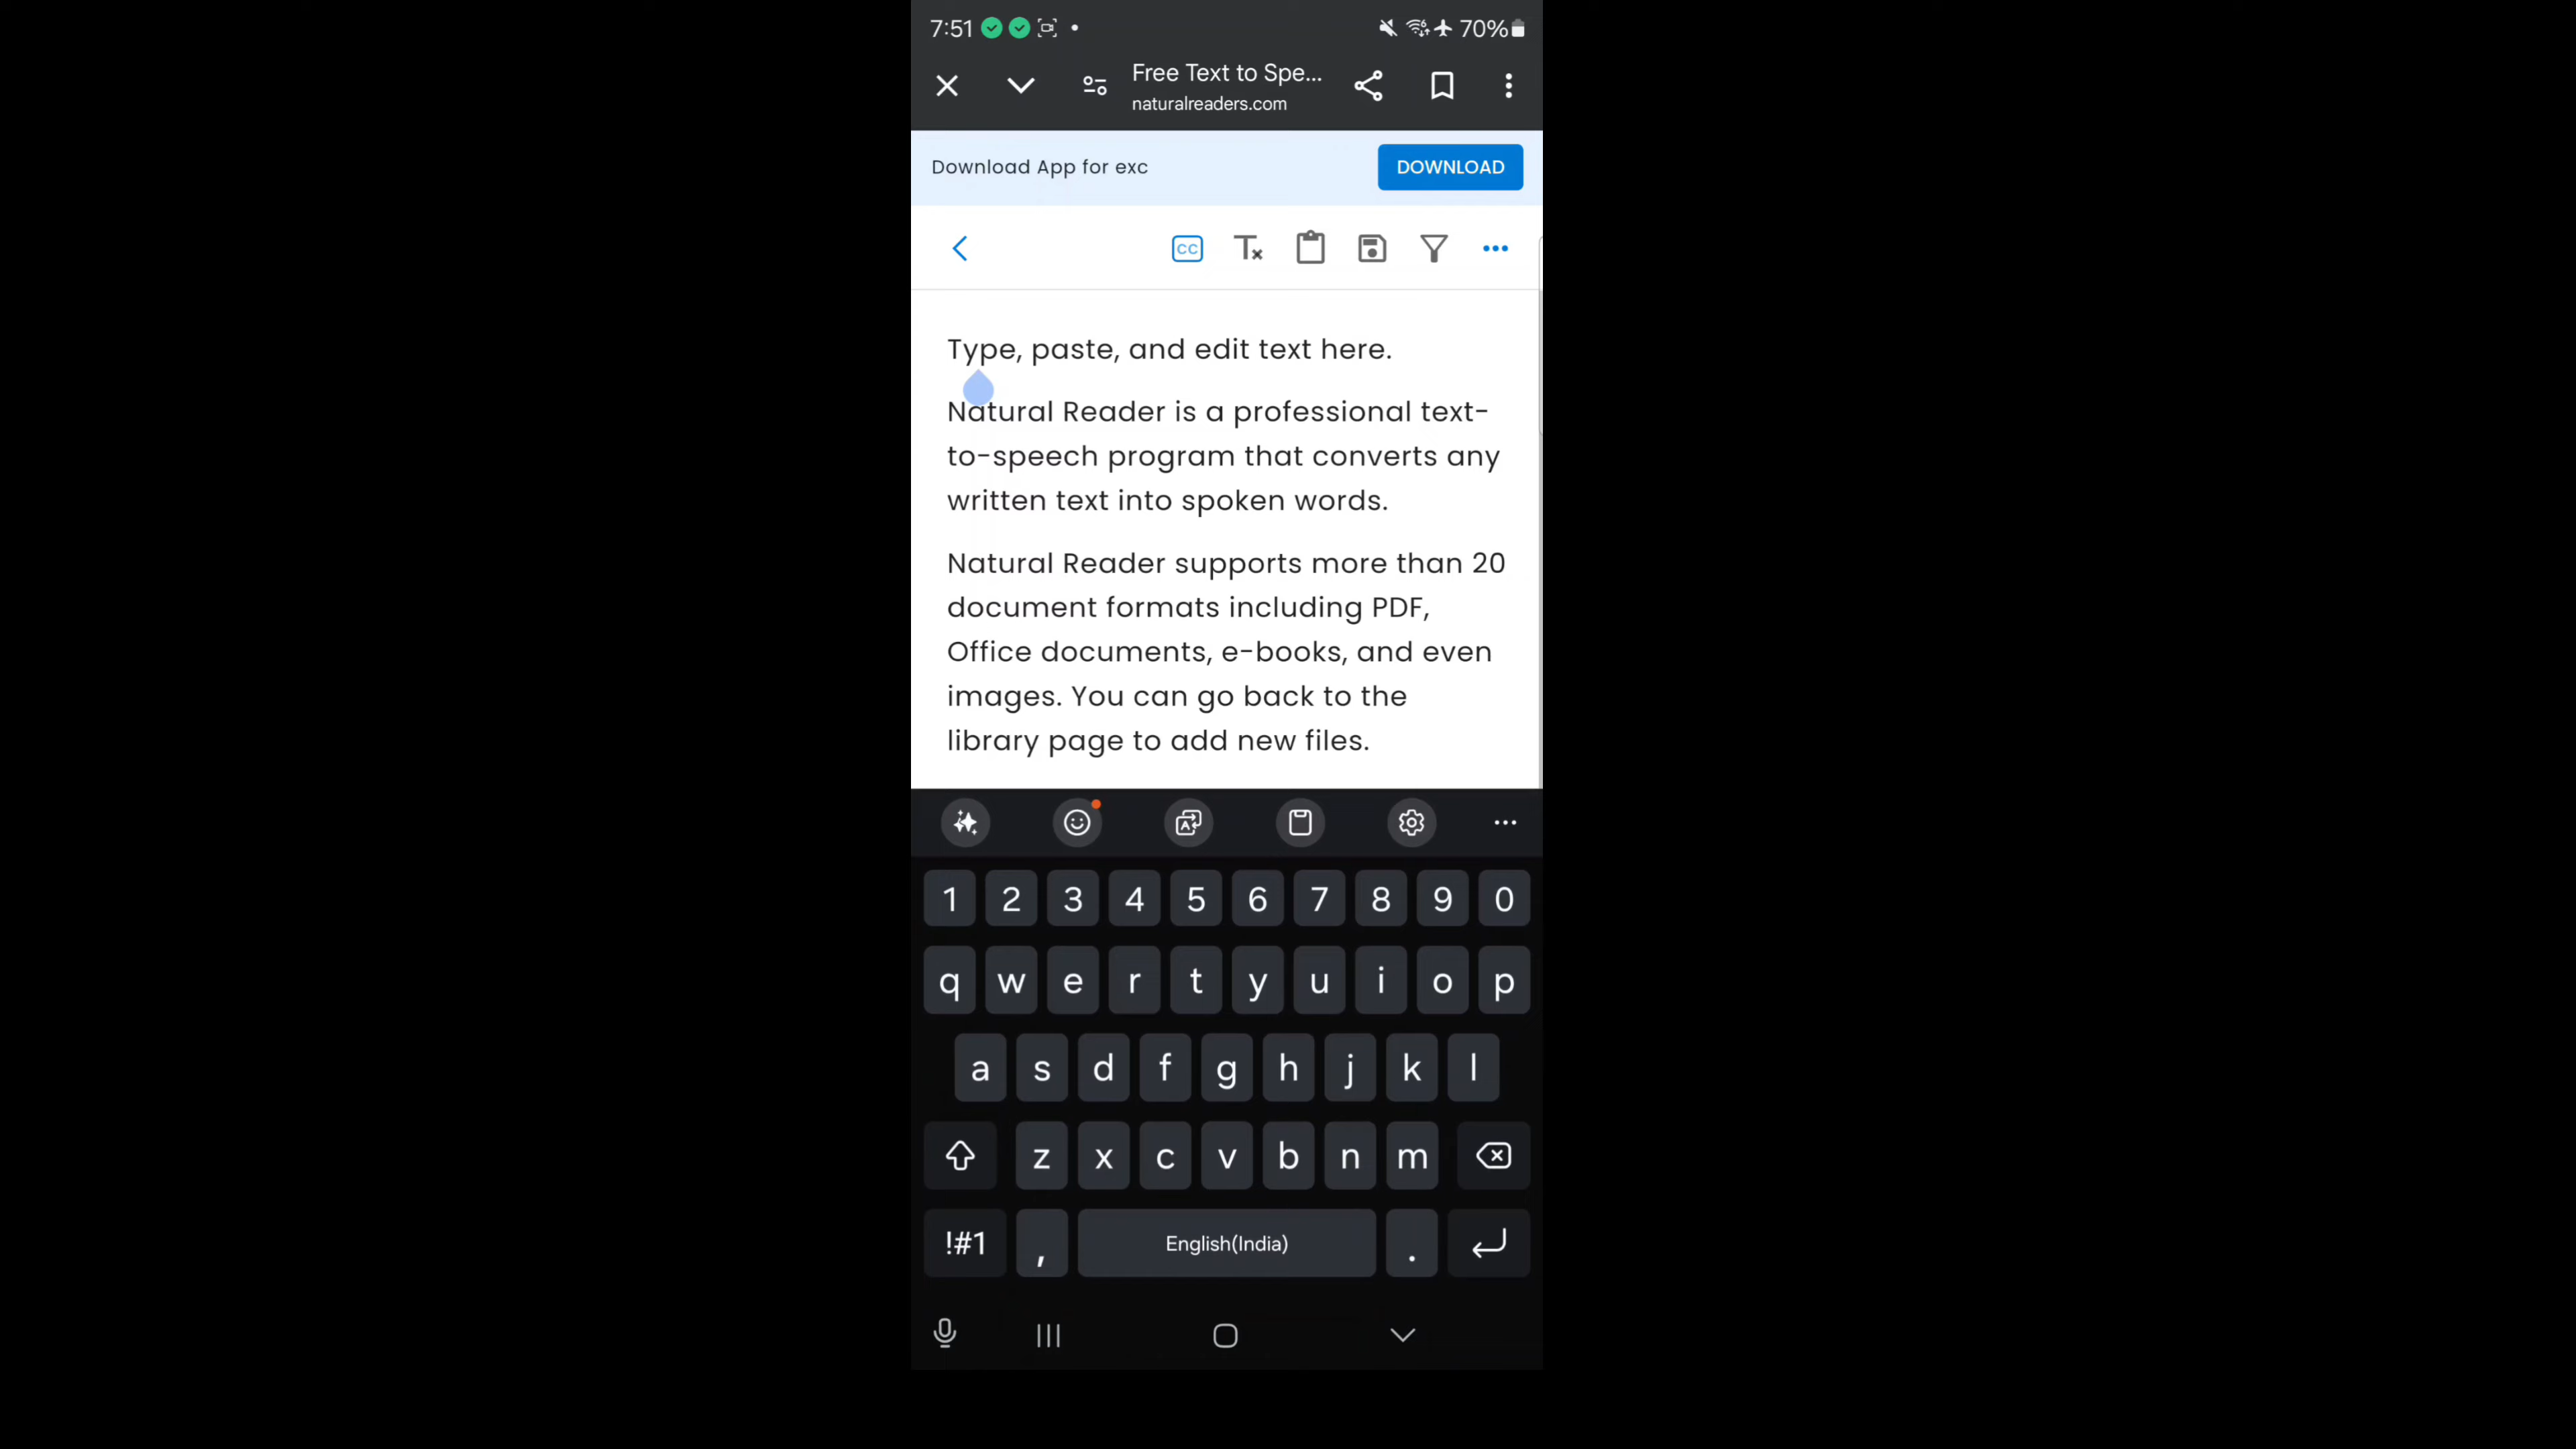 7:51 70%
Free Text to Spe...
naturalreaders.com
Download App for exc DOWNLOAD
CC
Type, paste, and edit text here.
Natural Reader is a professional text-
to-speech program that converts any
written text into spoken words.
Natural Reader supports more than 20
document formats including PDF,
Office documents, e-books, and even
images. You can go back to the
library page to add new files.
1 2 3 4 5 6 7 8 9 0
q w e r t y u i o p
a s d f g h j k l
z x c v b n m
!#1 , English(India) .